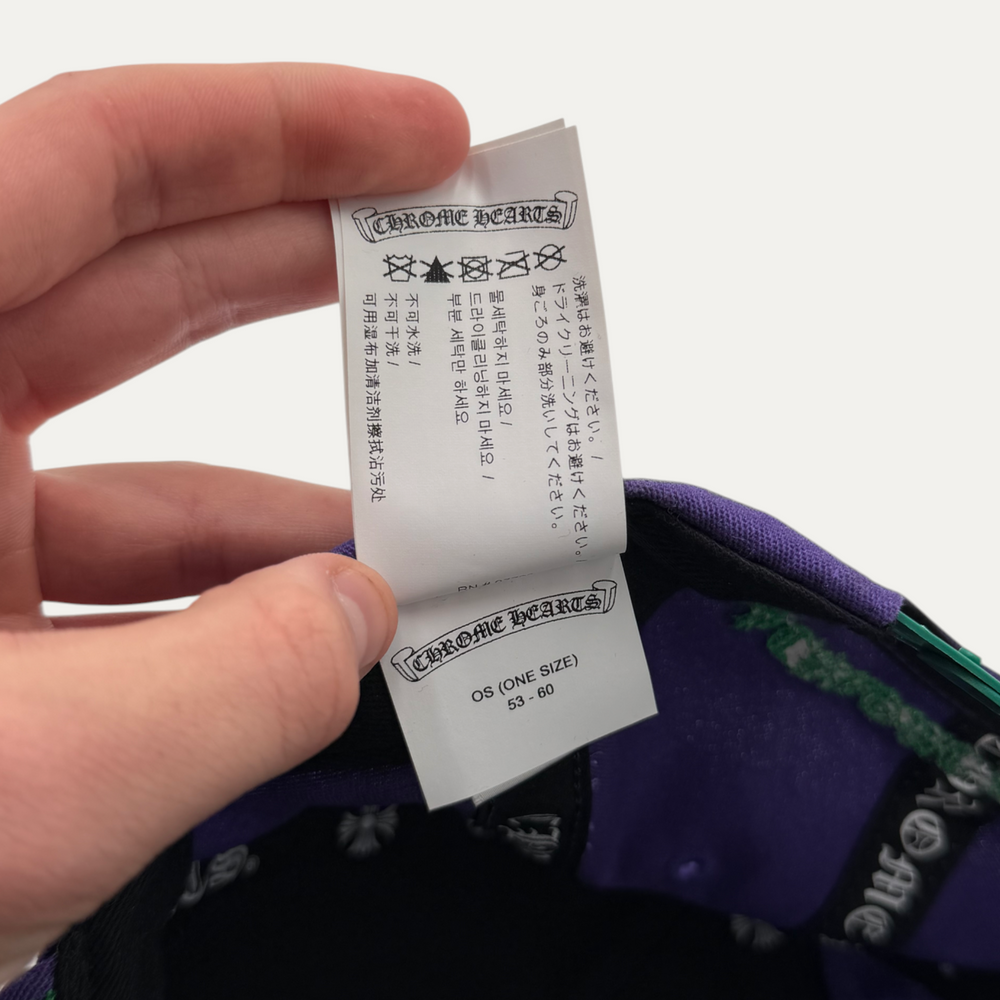 CHROME HEARTS
洗濯はお避けください。/
ドライクリーニングはお避けください。/
身ごろのみ部分洗いしてください。
물세탁하지 마세요 /
드라이클리닝하지 마세요 /
부분 세탁만 하세요
不可水洗 /
不可干洗 /
可用湿布加清洁剂擦拭沾污处
CHROME HEARTS
OS (ONE SIZE)
53 - 60